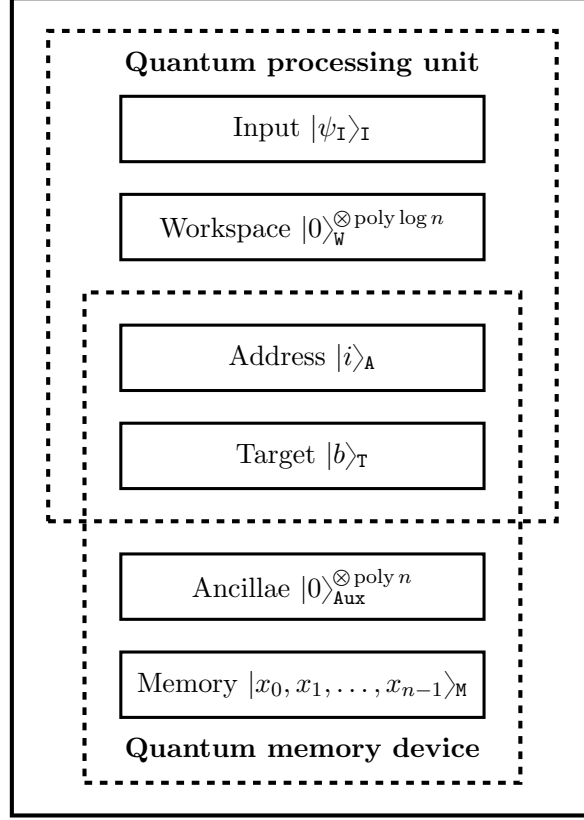 Quantum processing unit
Input |ψ_I⟩_I
Workspace |0⟩_W^{⊗ poly log n}
Address |i⟩_A
Target |b⟩_T
Ancillae |0⟩_Aux^{⊗ poly n}
Memory |x_0, x_1, . . . , x_{n−1}⟩_M
Quantum memory device